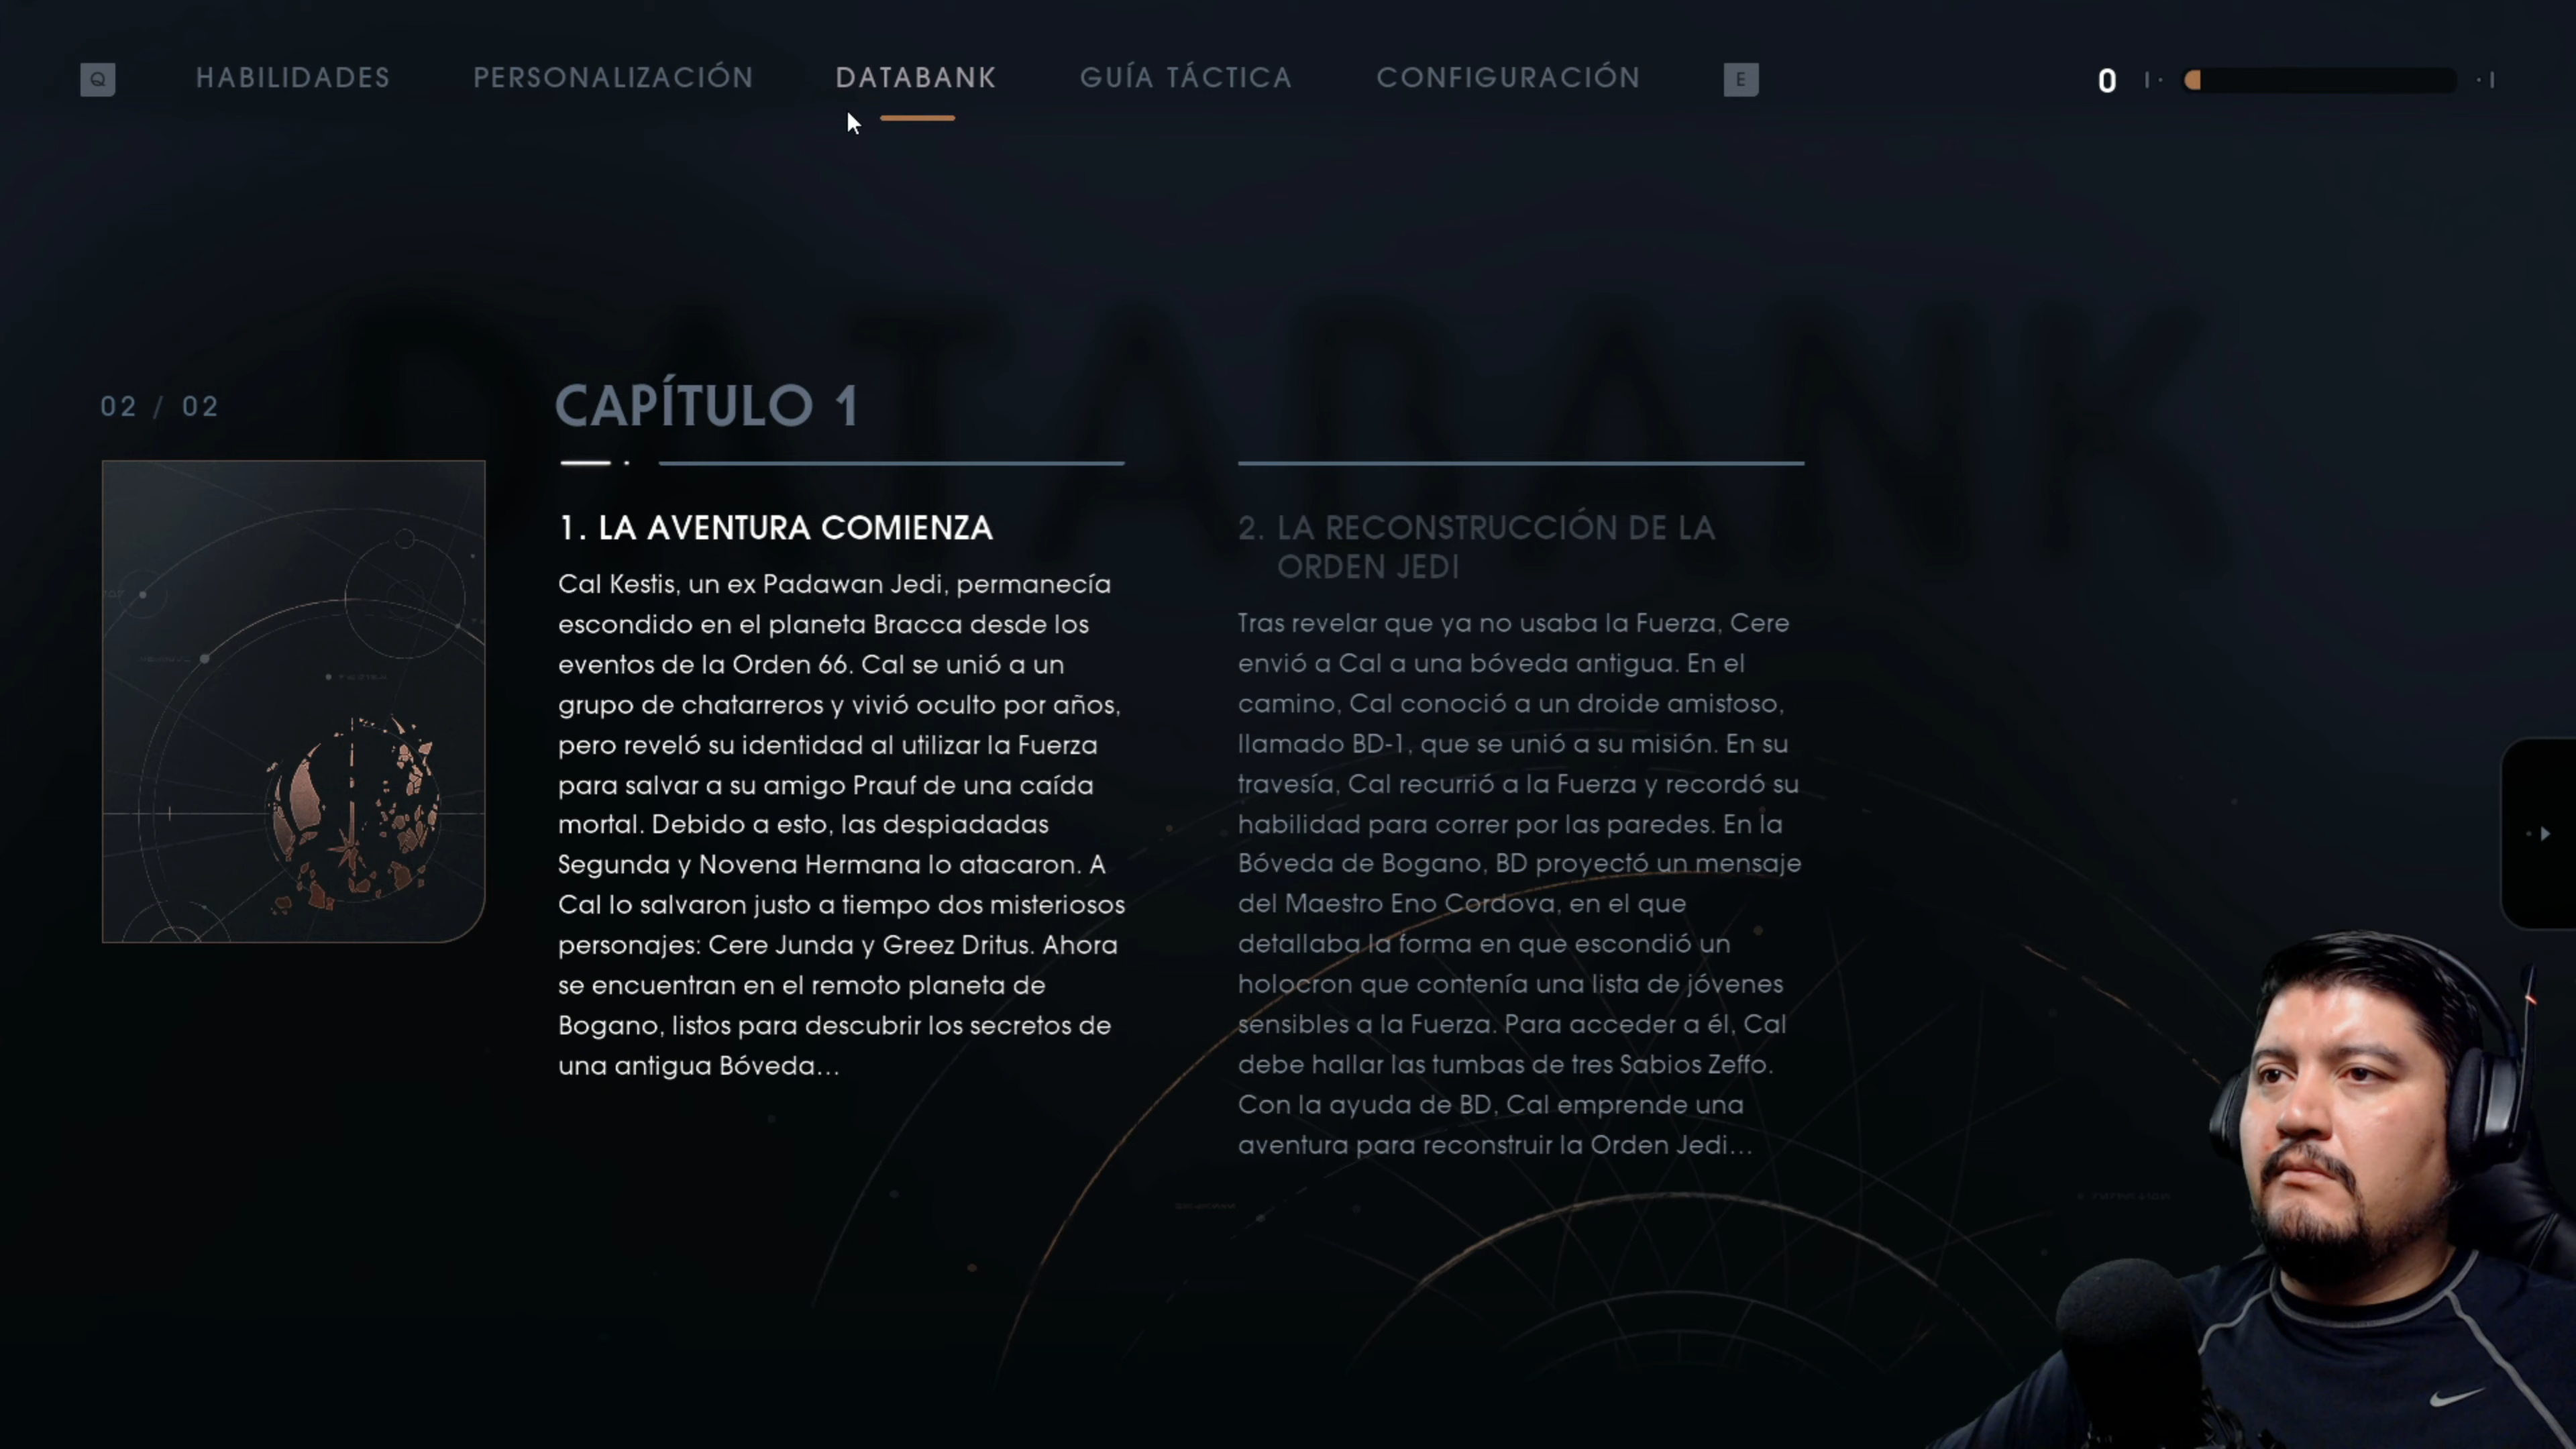 Q
HABILIDADES
PERSONALIZACIÓN
DATABANK
GUÍA TÁCTICA
CONFIGURACIÓN
E
0
DATABANK
02 / 02
CAPÍTULO 1
1. LA AVENTURA COMIENZA
Cal Kestis, un ex Padawan Jedi, permanecía
escondido en el planeta Bracca desde los
eventos de la Orden 66. Cal se unió a un
grupo de chatarreros y vivió oculto por años,
pero reveló su identidad al utilizar la Fuerza
para salvar a su amigo Prauf de una caída
mortal. Debido a esto, las despiadadas
Segunda y Novena Hermana lo atacaron. A
Cal lo salvaron justo a tiempo dos misteriosos
personajes: Cere Junda y Greez Dritus. Ahora
se encuentran en el remoto planeta de
Bogano, listos para descubrir los secretos de
una antigua Bóveda...
2. LA RECONSTRUCCIÓN DE LA
ORDEN JEDI
Tras revelar que ya no usaba la Fuerza, Cere
envió a Cal a una bóveda antigua. En el
camino, Cal conoció a un droide amistoso,
llamado BD-1, que se unió a su misión. En su
travesía, Cal recurrió a la Fuerza y recordó su
habilidad para correr por las paredes. En la
Bóveda de Bogano, BD proyectó un mensaje
del Maestro Eno Cordova, en el que
detallaba la forma en que escondió un
holocron que contenía una lista de jóvenes
sensibles a la Fuerza. Para acceder a él, Cal
debe hallar las tumbas de tres Sabios Zeffo.
Con la ayuda de BD, Cal emprende una
aventura para reconstruir la Orden Jedi...